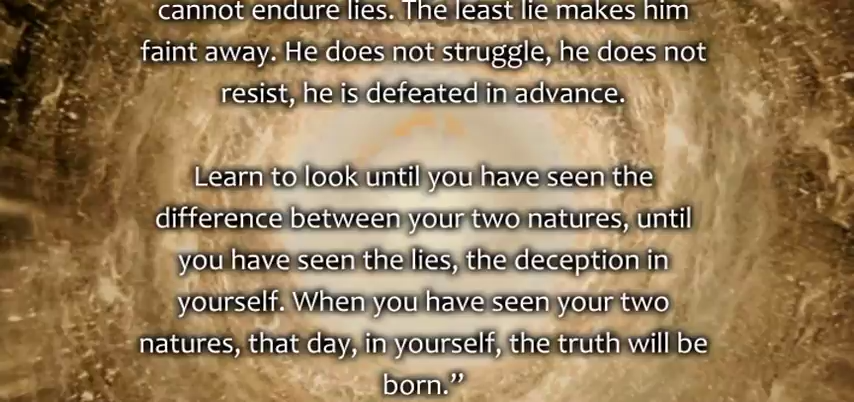 cannot endure lies. The least lie makes him
faint away. He does not struggle, he does not
resist, he is defeated in advance.
Learn to look until you have seen the
difference between your two natures, until
you have seen the lies, the deception in
yourself. When you have seen your two
natures, that day, in yourself, the truth will be
born.”